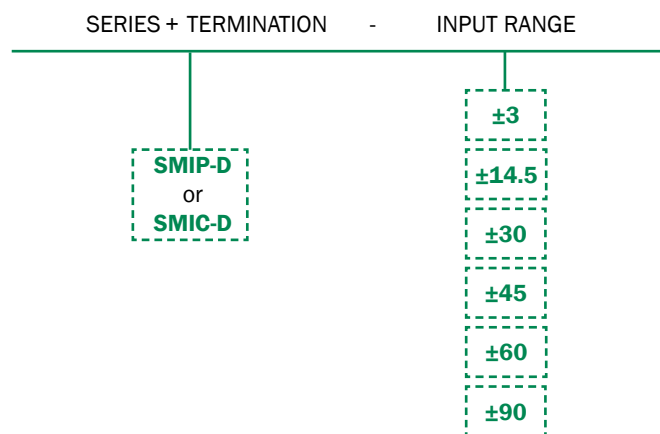 SERIES + TERMINATION - INPUT RANGE
±3
SMIP-D
or
SMIC-D
±14.5
±30
±45
±60
±90